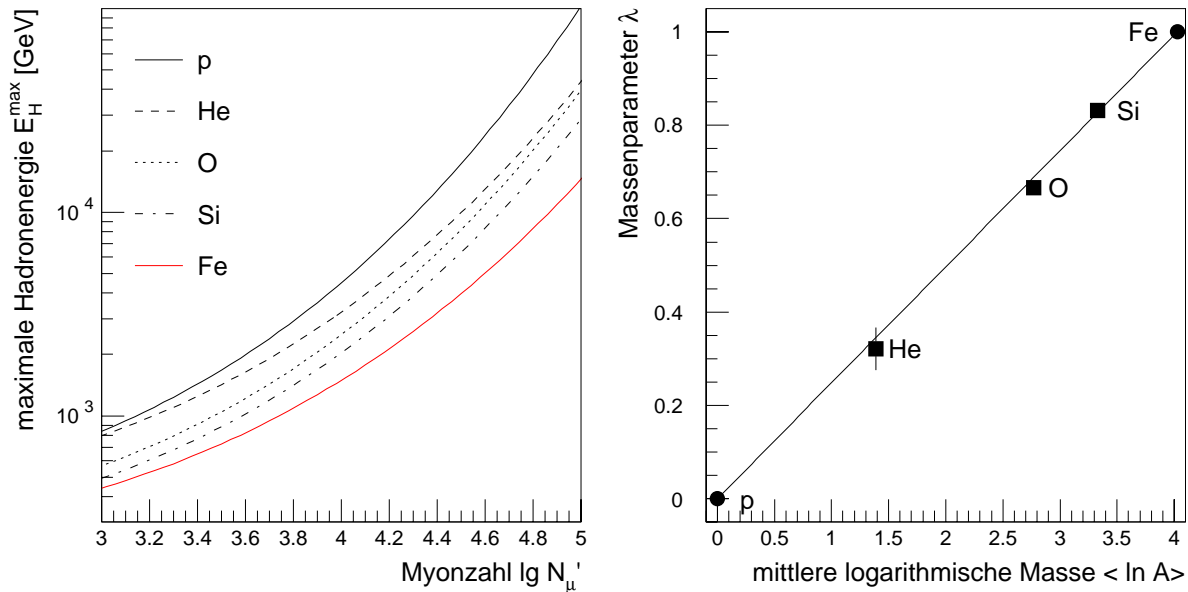 maximale Hadronenergie E_H^max [GeV]
10^4
10^3
p
He
O
Si
Fe
3 3.2 3.4 3.6 3.8 4 4.2 4.4 4.6 4.8 5
Myonzahl lg N_μ'
Massenparameter λ
1
0.8
0.6
0.4
0.2
0
Fe
Si
O
He
p
0 0.5 1 1.5 2 2.5 3 3.5 4
mittlere logarithmische Masse < ln A>